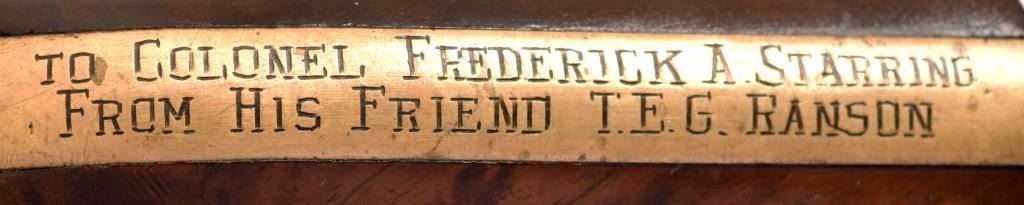 TO COLONEL FREDERICK A. STARRING
FROM HIS FRIEND T.E.G. RANSON